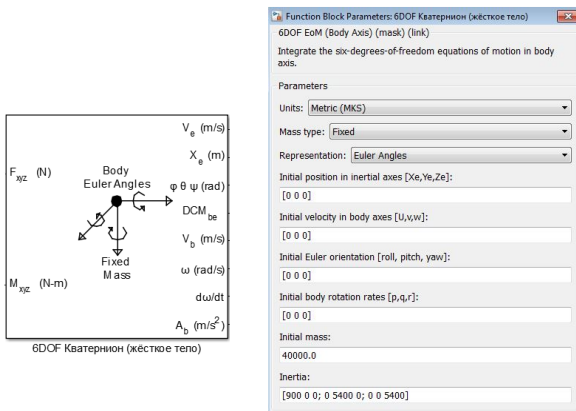 V_e (m/s)
X_e (m)
F_xyz (N)
Body
Euler Angles
φ θ ψ (rad)
DCM_be
V_b (m/s)
Fixed
Mass
ω (rad/s)
M_xyz (N-m)
dω/dt
A_b (m/s²)
6DOF Кватернион (жёсткое тело)
Function Block Parameters: 6DOF Кватернион (жёсткое тело)
6DOF EoM (Body Axis) (mask) (link)
Integrate the six-degrees-of-freedom equations of motion in body
axis.
Parameters
Units: Metric (MKS)
Mass type: Fixed
Representation: Euler Angles
Initial position in inertial axes [Xe,Ye,Ze]:
[0 0 0]
Initial velocity in body axes [U,v,w]:
[0 0 0]
Initial Euler orientation [roll, pitch, yaw]:
[0 0 0]
Initial body rotation rates [p,q,r]:
[0 0 0]
Initial mass:
40000.0
Inertia:
[900 0 0; 0 5400 0; 0 0 5400]